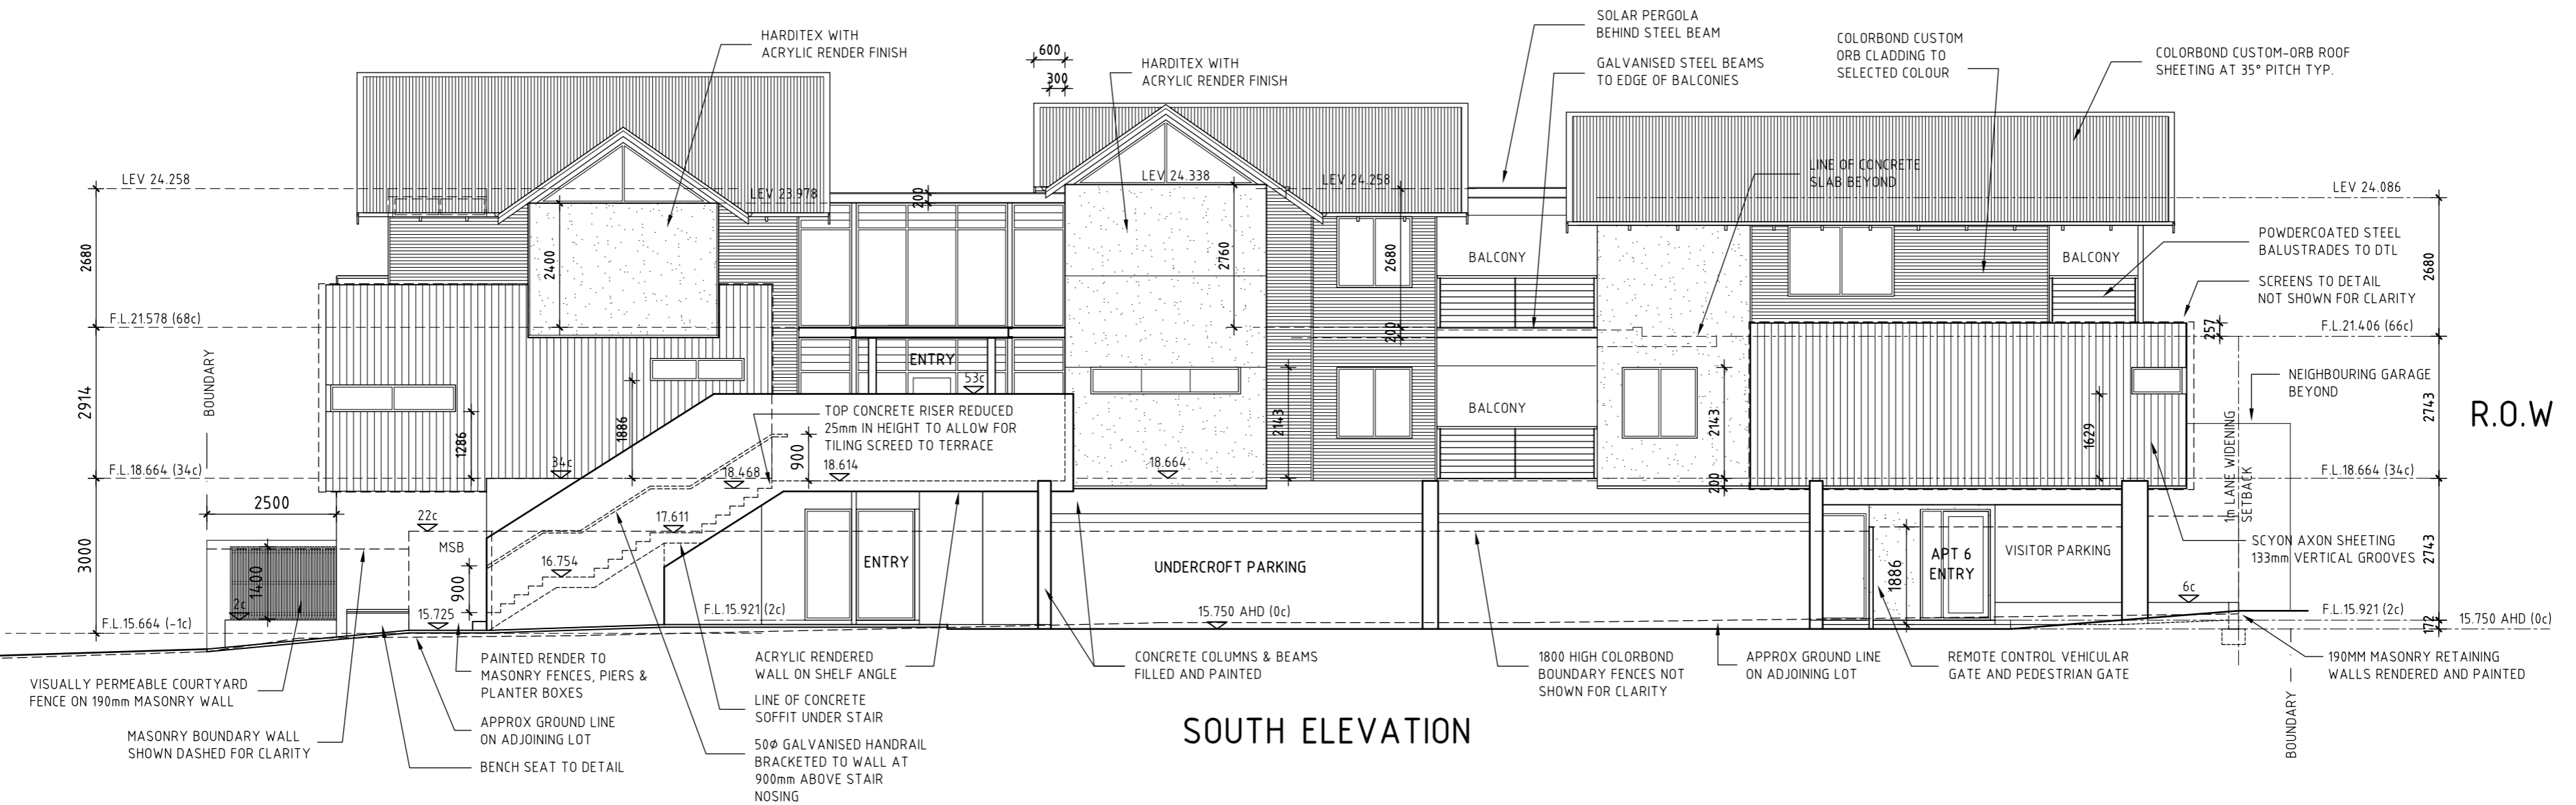 HARDITEX WITH
ACRYLIC RENDER FINISH
600
300
HARDITEX WITH
ACRYLIC RENDER FINISH
SOLAR PERGOLA
BEHIND STEEL BEAM
GALVANISED STEEL BEAMS
TO EDGE OF BALCONIES
COLORBOND CUSTOM
ORB CLADDING TO
SELECTED COLOUR
COLORBOND CUSTOM-ORB ROOF
SHEETING AT 35° PITCH TYP.
LEV 24.258
LEV 23.978
200
LEV 24.338
LEV 24.258
LINE OF CONCRETE
SLAB BEYOND
LEV 24.086
2680
2400
2760
2680
BALCONY
BALCONY
POWDERCOATED STEEL
BALUSTRADES TO DTL
2680
SCREENS TO DETAIL
NOT SHOWN FOR CLARITY
F.L.21.578 (68c)
200
257
F.L.21.406 (66c)
BOUNDARY
ENTRY
53c
2914
1286
1886
TOP CONCRETE RISER REDUCED
25mm IN HEIGHT TO ALLOW FOR
TILING SCREED TO TERRACE
900
2143
BALCONY
2143
1629
NEIGHBOURING GARAGE
BEYOND
2743
R.O.W
F.L.18.664 (34c)
34c
18.468
18.614
18.664
200
1m LANE WIDENING
SETBACK
F.L.18.664 (34c)
2500
22c
MSB
17.611
16.754
3000
1400
2c
900
15.725
ENTRY
UNDERCROFT PARKING
1886
APT 6
ENTRY
VISITOR PARKING
SCYON AXON SHEETING
133mm VERTICAL GROOVES
2743
6c
F.L.15.664 (-1c)
F.L.15.921 (2c)
15.750 AHD (0c)
F.L.15.921 (2c)
172
15.750 AHD (0c)
VISUALLY PERMEABLE COURTYARD
FENCE ON 190mm MASONRY WALL
MASONRY BOUNDARY WALL
SHOWN DASHED FOR CLARITY
PAINTED RENDER TO
MASONRY FENCES, PIERS &
PLANTER BOXES
APPROX GROUND LINE
ON ADJOINING LOT
BENCH SEAT TO DETAIL
ACRYLIC RENDERED
WALL ON SHELF ANGLE
LINE OF CONCRETE
SOFFIT UNDER STAIR
50Ø GALVANISED HANDRAIL
BRACKETED TO WALL AT
900mm ABOVE STAIR
NOSING
CONCRETE COLUMNS & BEAMS
FILLED AND PAINTED
1800 HIGH COLORBOND
BOUNDARY FENCES NOT
SHOWN FOR CLARITY
APPROX GROUND LINE
ON ADJOINING LOT
REMOTE CONTROL VEHICULAR
GATE AND PEDESTRIAN GATE
190MM MASONRY RETAINING
WALLS RENDERED AND PAINTED
BOUNDARY
SOUTH ELEVATION